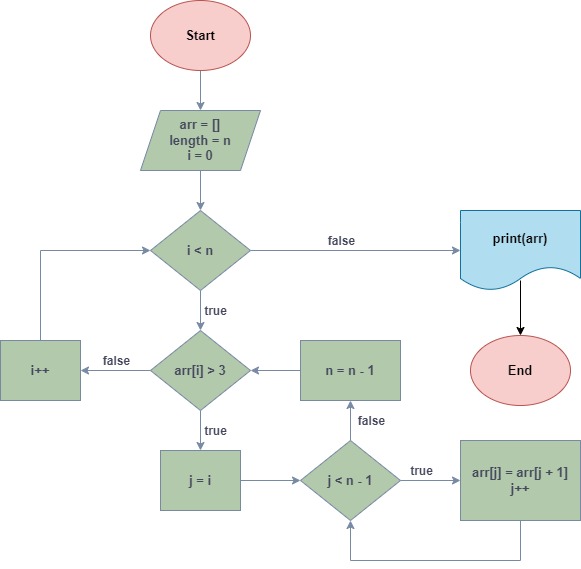 Start
arr = []
length = n
i = 0
i < n
false
print(arr)
true
i++
false
arr[i] > 3
n = n - 1
End
true
false
j = i
j < n - 1
true
arr[j] = arr[j + 1]
j++